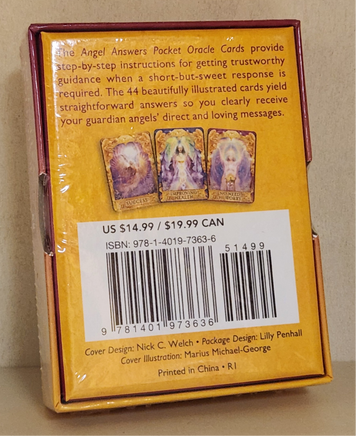 The Angel Answers Pocket Oracle Cards provide
step-by-step instructions for getting trustworthy
guidance when a short-but-sweet response is
required. The 44 beautifully illustrated cards yield
straightforward answers so you clearly receive
your guardian angels' direct and loving messages.
US $14.99 / $19.99 CAN
ISBN: 978-1-4019-7363-6
51499
9 781401 973636
Cover Design: Nick C. Welch • Package Design: Lilly Penhall
Cover Illustration: Marius Michael-George
Printed in China • R1